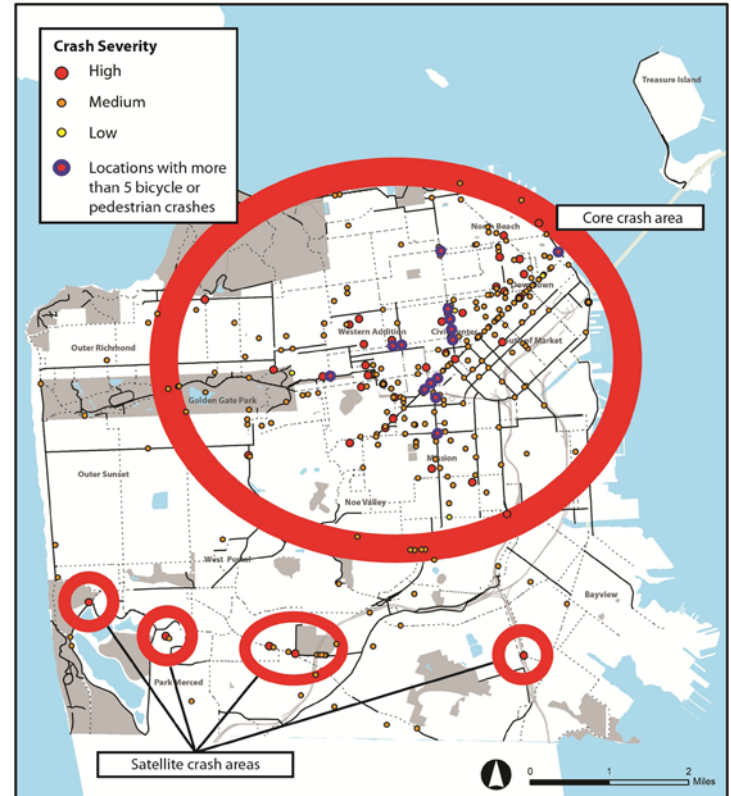 Crash Severity
High
Medium
Low
Locations with more
than 5 bicycle or
pedestrian crashes
Treasure Island
Core crash area
North Beach
Downtown
Western Addition
Civic Center
South of Market
Outer Richmond
Golden Gate Park
Mission
Outer Sunset
Noe Valley
West Portal
Bayview
Park Merced
Satellite crash areas
0 1 2
Miles